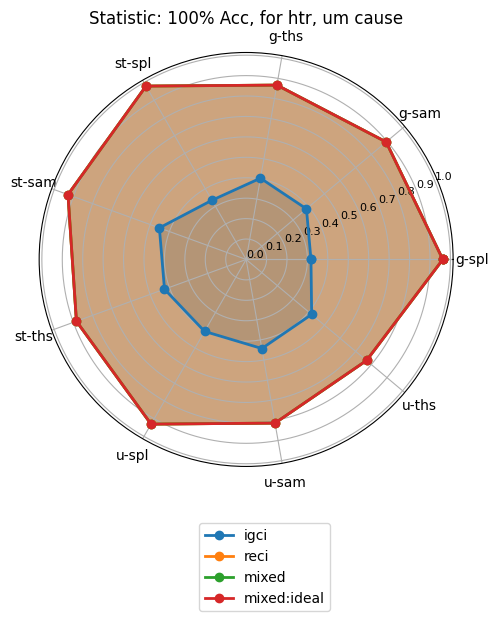 Statistic: 100% Acc, for htr, um cause
g-ths
st-spl
g-sam
st-sam
1.0
0.9
0.8
0.7
0.6
0.5
0.4
0.3
0.2
0.1
0.0
g-spl
st-ths
u-ths
u-spl
u-sam
igci
reci
mixed
mixed:ideal